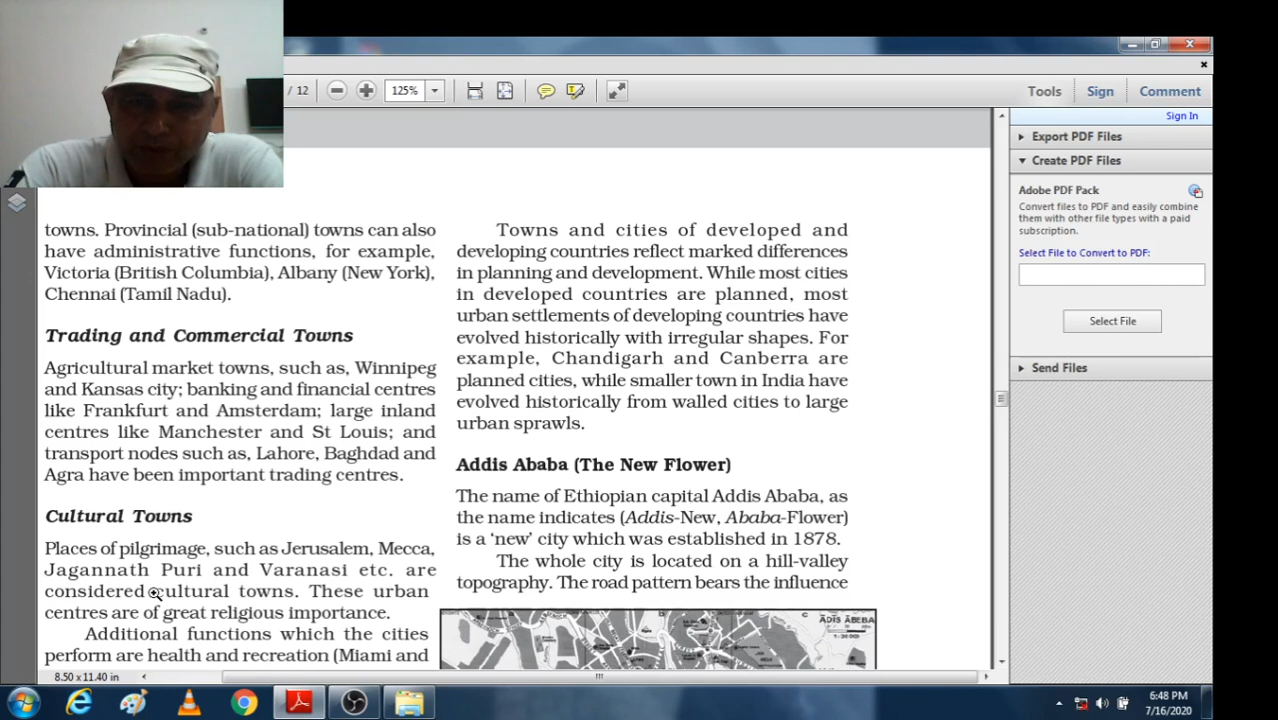 / 12
125%
Tools
Sign
Comment
Sign In
Export PDF Files
Create PDF Files
Adobe PDF Pack
Convert files to PDF and easily combine
them with other file types with a paid
subscription.
Select File to Convert to PDF:
Select File
Send Files
towns. Provincial (sub-national) towns can also
have administrative functions, for example,
Victoria (British Columbia), Albany (New York),
Chennai (Tamil Nadu).
Trading and Commercial Towns
Agricultural market towns, such as, Winnipeg
and Kansas city; banking and financial centres
like Frankfurt and Amsterdam; large inland
centres like Manchester and St Louis; and
transport nodes such as, Lahore, Baghdad and
Agra have been important trading centres.
Cultural Towns
Places of pilgrimage, such as Jerusalem, Mecca,
Jagannath Puri and Varanasi etc. are
considered cultural towns. These urban
centres are of great religious importance.
Additional functions which the cities
perform are health and recreation (Miami and
Towns and cities of developed and
developing countries reflect marked differences
in planning and development. While most cities
in developed countries are planned, most
urban settlements of developing countries have
evolved historically with irregular shapes. For
example, Chandigarh and Canberra are
planned cities, while smaller town in India have
evolved historically from walled cities to large
urban sprawls.
Addis Ababa (The New Flower)
The name of Ethiopian capital Addis Ababa, as
the name indicates (Addis-New, Ababa-Flower)
is a ‘new’ city which was established in 1878.
The whole city is located on a hill-valley
topography. The road pattern bears the influence
ADIS ABEBA
8.50 x 11.40 in
6:48 PM
7/16/2020